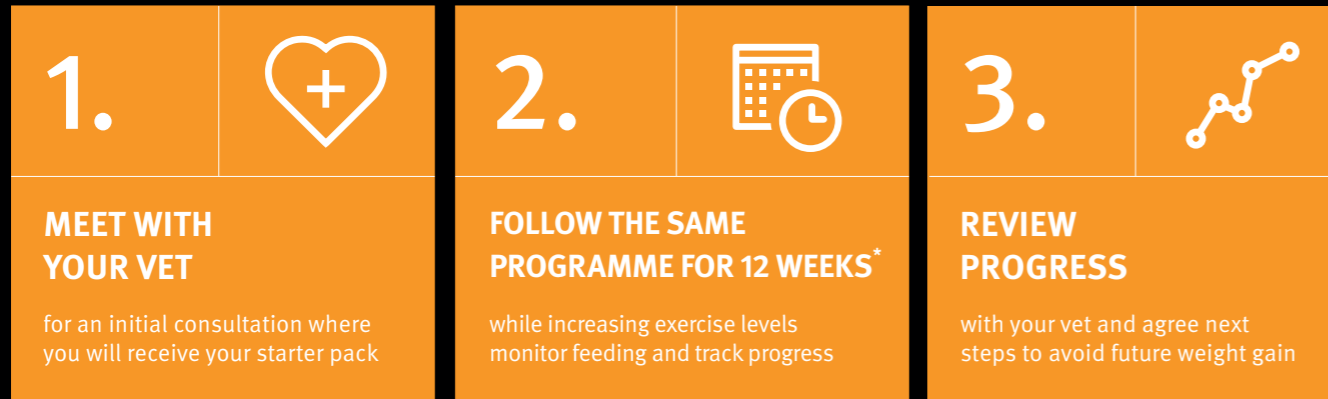 1.
MEET WITH
YOUR VET
for an initial consultation where
you will receive your starter pack
2.
FOLLOW THE SAME
PROGRAMME FOR 12 WEEKS*
while increasing exercise levels
monitor feeding and track progress
3.
REVIEW
PROGRESS
with your vet and agree next
steps to avoid future weight gain